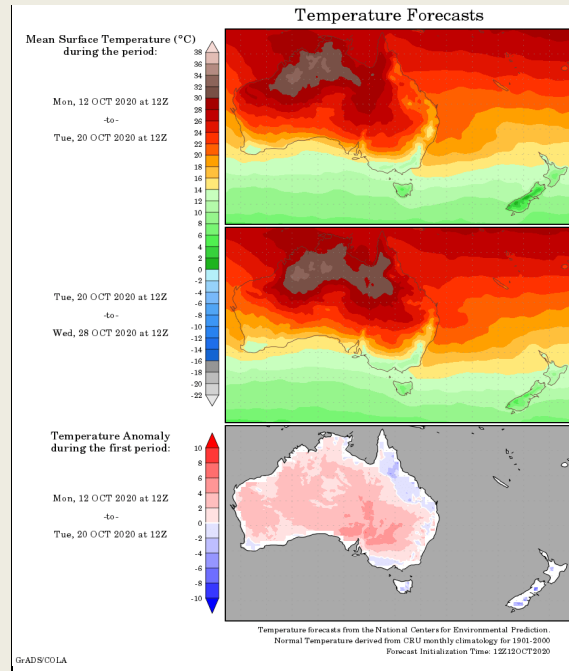 Temperature Forecasts
Mean Surface Temperature (°C)
during the period:
Mon, 12 OCT 2020 at 12Z
-to-
Tue, 20 OCT 2020 at 12Z
38
36
34
32
30
28
26
24
22
20
18
16
14
12
10
8
6
4
2
0
-2
-4
-6
-8
-10
-12
-14
-16
-18
-20
-22
Tue, 20 OCT 2020 at 12Z
-to-
Wed, 28 OCT 2020 at 12Z
Temperature Anomaly
during the first period:
Mon, 12 OCT 2020 at 12Z
-to-
Tue, 20 OCT 2020 at 12Z
10
8
6
4
2
0
-2
-4
-6
-8
-10
Temperature forecasts from the National Centers for Environmental Prediction.
Normal Temperature derived from CRU monthly climatology for 1901-2000
Forecast Initialization Time: 12Z12OCT2020
GrADS/COLA